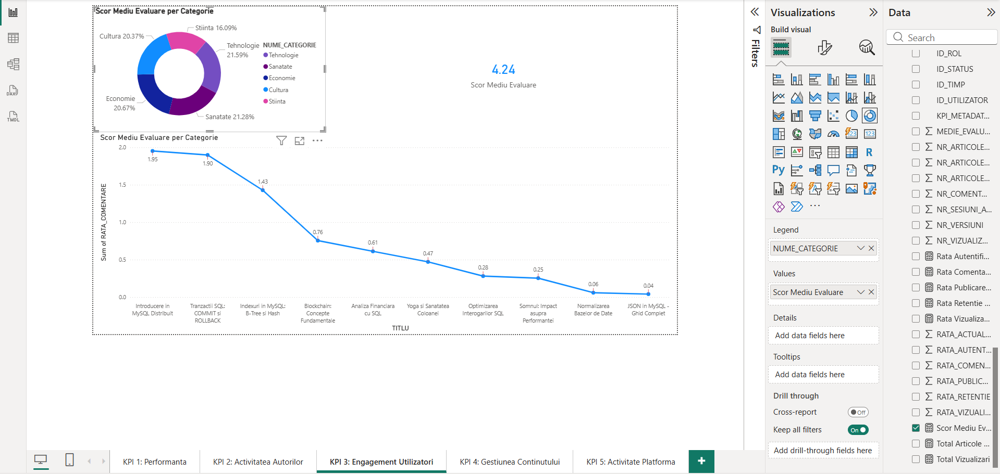 Scor Mediu Evaluare per Categorie
Stiinta 16.09%
Cultura 20.37%
Tehnologie
21.59%
Economie
20.67%
Sanatate 21.28%
NUME_CATEGORIE
Tehnologie
Sanatate
Economie
Cultura
Stiinta
4.24
Scor Mediu Evaluare
Scor Mediu Evaluare per Categorie
Sum of RATA_COMENTARE
2.0
1.5
1.0
0.5
0.0
1.95
1.90
1.43
0.76
0.61
0.47
0.28
0.25
0.06
0.04
Introducere in
MySQL Distribuit
Tranzactii SQL:
COMMIT si
ROLLBACK
Indexuri in MySQL:
B-Tree si Hash
Blockchain:
Concepte
Fundamentale
Analiza Financiara
cu SQL
Yoga si Sanatatea
Coloanei
Optimizarea
Interogarilor SQL
Somnul: Impact
asupra
Performantei
Normalizarea
Bazelor de Date
JSON in MySQL -
Ghid Complet
TITLU
DAX
TMDL
KPI 1: Performanta
KPI 2: Activitatea Autorilor
KPI 3: Engagement Utilizatori
KPI 4: Gestiunea Continutului
KPI 5: Activitate Platforma
+
Filters
Visualizations
Build visual
123
123
R
Py
Legend
NUME_CATEGORIE
Values
Scor Mediu Evaluare
Details
Add data fields here
Tooltips
Add data fields here
Drill through
Cross-report
Off
Keep all filters
On
Add drill-through fields here
Data
Search
ID_ROL
ID_STATUS
ID_TIMP
ID_UTILIZATOR
KPI_METADAT...
MEDIE_EVALU...
NR_ARTICOLE...
NR_ARTICOLE...
NR_ARTICOLE...
NR_COMENT...
NR_SESIUNI_A...
NR_VERSIUNI
NR_VIZUALIZ...
Rata Autentifi...
Rata Comenta...
Rata Publicare...
Rata Retentie ...
Rata Vizualiza...
RATA_ACTUAL...
RATA_AUTENT...
RATA_COMEN...
RATA_PUBLIC...
RATA_RETENTIE
RATA_VIZUALI...
Scor Mediu Ev...
Total Articole ...
Total Vizualizari